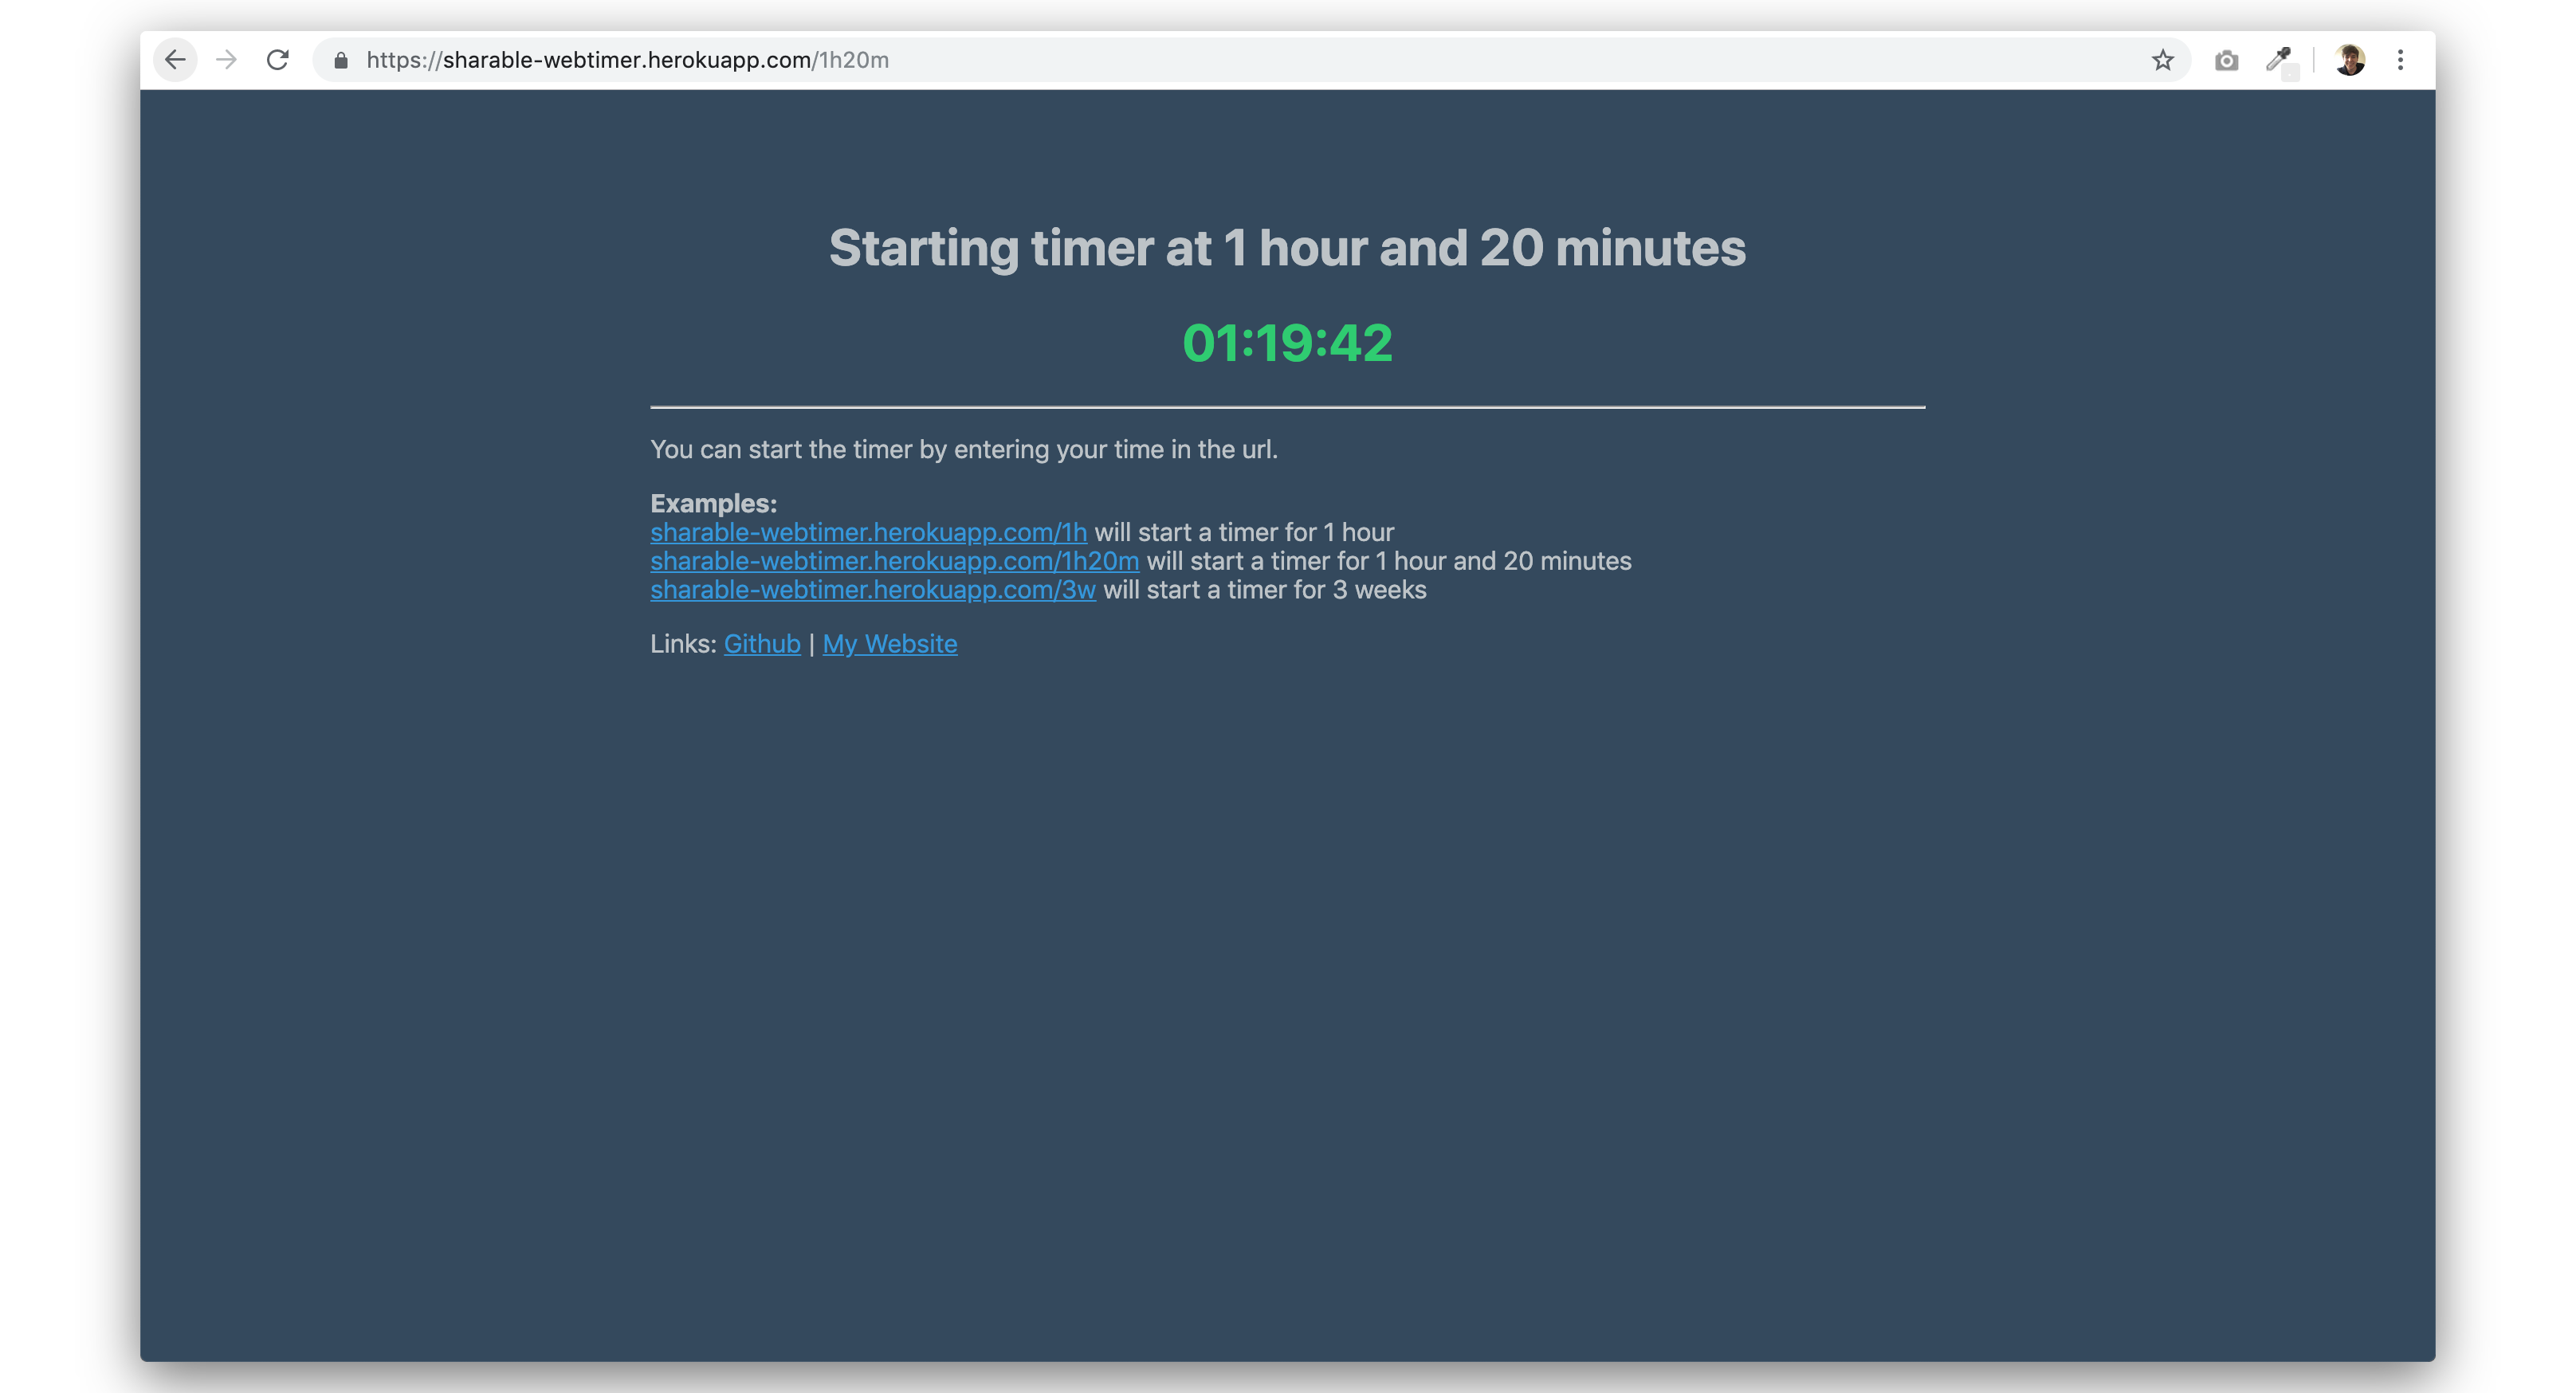 https://sharable-webtimer.herokuapp.com/1h20m
Starting timer at 1 hour and 20 minutes
01:19:42
You can start the timer by entering your time in the url.
Examples:
sharable-webtimer.herokuapp.com/1h will start a timer for 1 hour
sharable-webtimer.herokuapp.com/1h20m will start a timer for 1 hour and 20 minutes
sharable-webtimer.herokuapp.com/3w will start a timer for 3 weeks
Links: Github | My Website